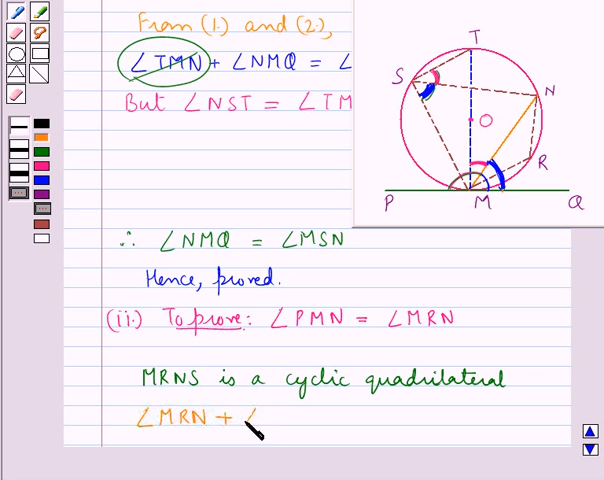 From (1.) and (2.),
∠TMN + ∠NMQ = ∠
But ∠NST = ∠TM
∴ ∠NMQ = ∠MSN
Hence, proved.
(ii.) To prove: ∠PMN = ∠MRN
MRNS is a cyclic quadrilateral
∠MRN + ∠
T
S
N
O
R
P
M
Q